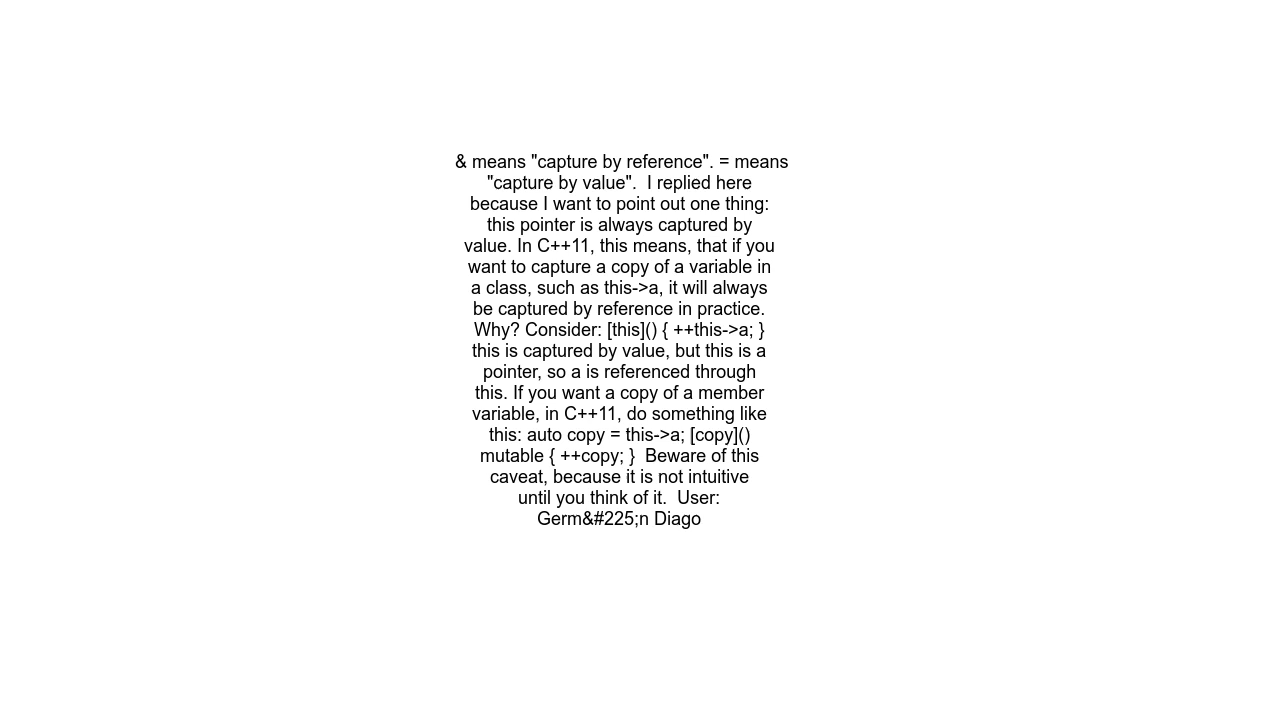 & means "capture by reference". = means
"capture by value".  I replied here
because I want to point out one thing:
this pointer is always captured by
value. In C++11, this means, that if you
want to capture a copy of a variable in
a class, such as this->a, it will always
be captured by reference in practice.
Why? Consider: [this]() { ++this->a; }
this is captured by value, but this is a
pointer, so a is referenced through
this. If you want a copy of a member
variable, in C++11, do something like
this: auto copy = this->a; [copy]()
mutable { ++copy; }  Beware of this
caveat, because it is not intuitive
until you think of it.  User:
Germ&#225;n Diago